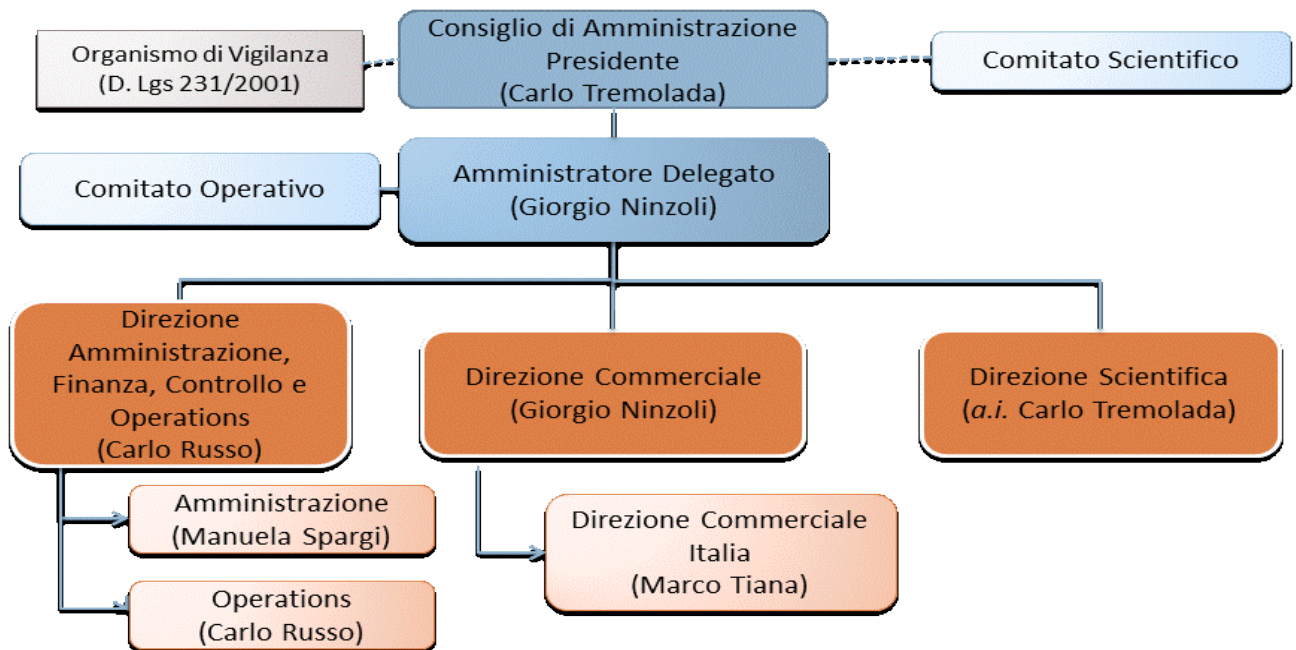 Organismo di Vigilanza
(D. Lgs 231/2001)
Consiglio di Amministrazione
Presidente
(Carlo Tremolada)
Comitato Scientifico
Comitato Operativo
Amministratore Delegato
(Giorgio Ninzoli)
Direzione
Amministrazione,
Finanza, Controllo e
Operations
(Carlo Russo)
Direzione Commerciale
(Giorgio Ninzoli)
Direzione Scientifica
(a.i. Carlo Tremolada)
Amministrazione
(Manuela Spargi)
Operations
(Carlo Russo)
Direzione Commerciale
Italia
(Marco Tiana)